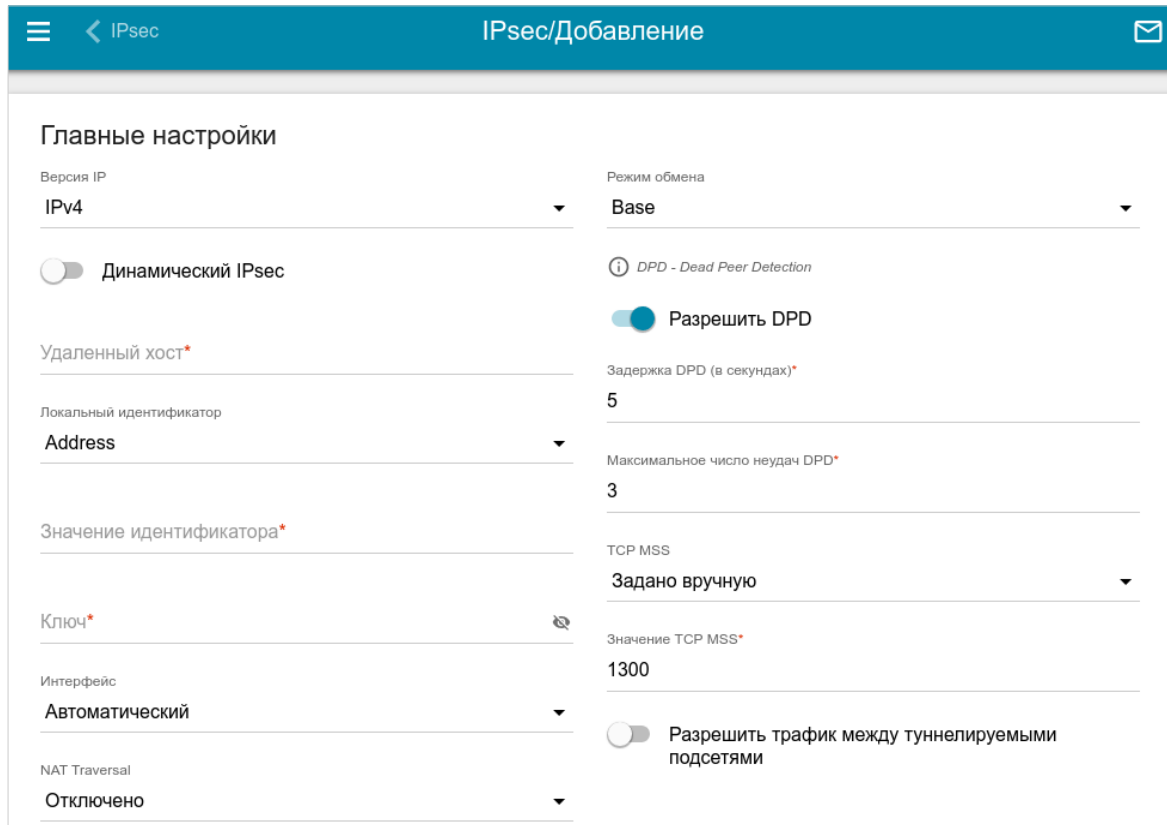 IPsec
IPsec/Добавление
Главные настройки
Версия IP
IPv4
Динамический IPsec
Удаленный хост*
Локальный идентификатор
Address
Значение идентификатора*
Ключ*
Интерфейс
Автоматический
NAT Traversal
Отключено
Режим обмена
Base
DPD - Dead Peer Detection
Разрешить DPD
Задержка DPD (в секундах)*
5
Максимальное число неудач DPD*
3
TCP MSS
Задано вручную
Значение TCP MSS*
1300
Разрешить трафик между туннелируемыми
подсетями